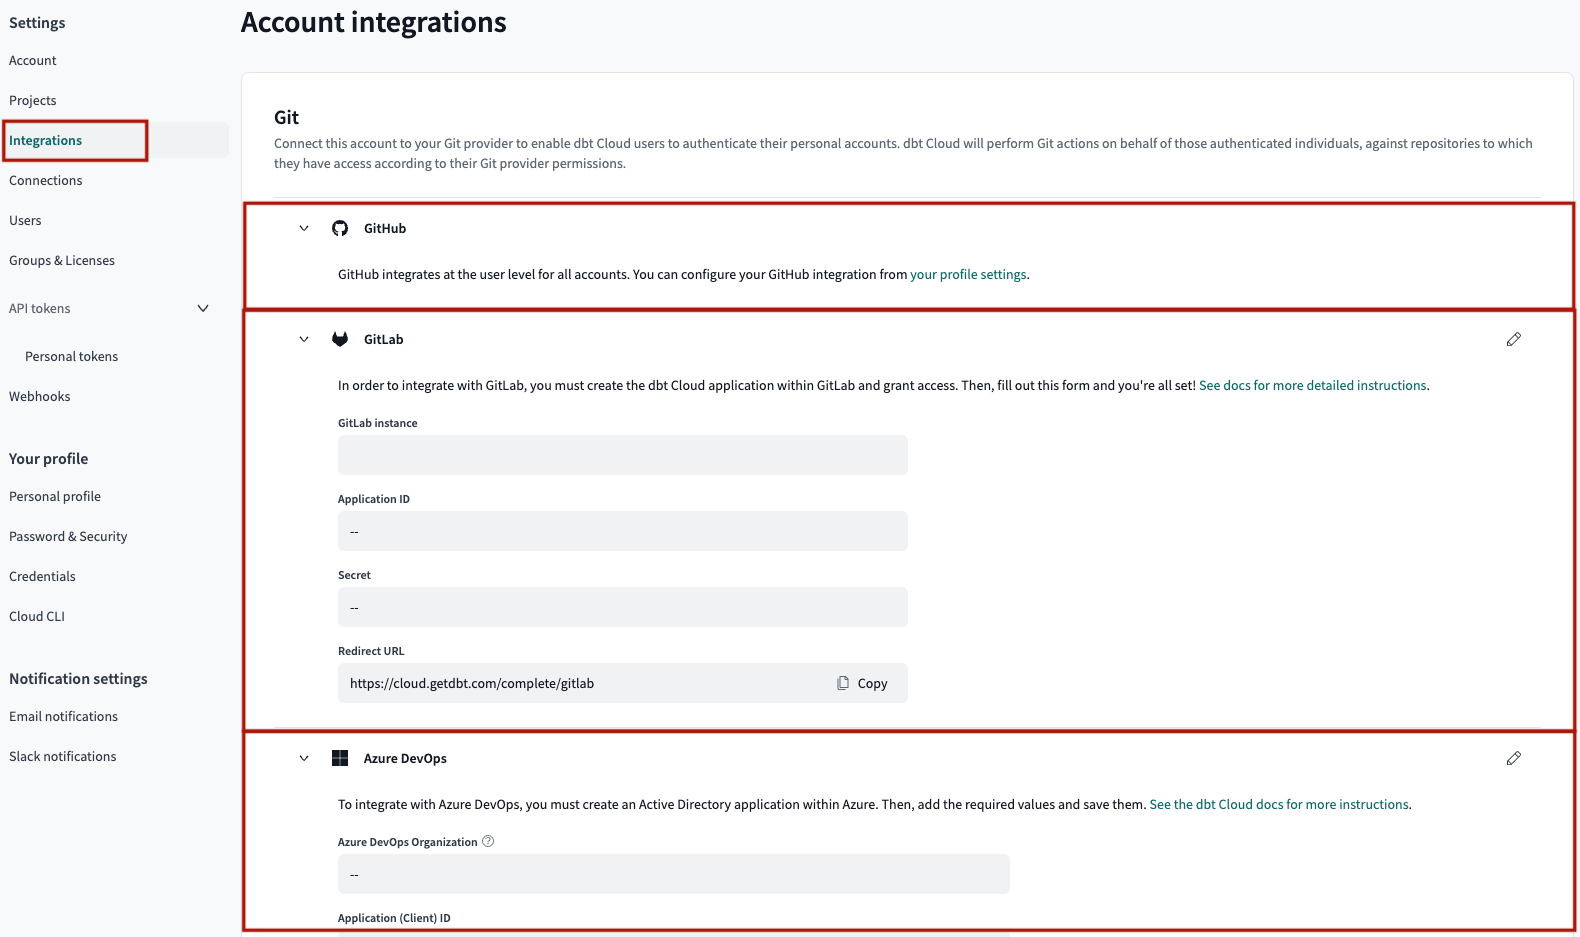 Settings
Account
Projects
Integrations
Connections
Users
Groups & Licenses
API tokens
Personal tokens
Webhooks
Your profile
Personal profile
Password & Security
Credentials
Cloud CLI
Notification settings
Email notifications
Slack notifications
Account integrations
Git
Connect this account to your Git provider to enable dbt Cloud users to authenticate their personal accounts. dbt Cloud will perform Git actions on behalf of those authenticated individuals, against repositories to which
they have access according to their Git provider permissions.
GitHub
GitHub integrates at the user level for all accounts. You can configure your GitHub integration from your profile settings.
GitLab
In order to integrate with GitLab, you must create the dbt Cloud application within GitLab and grant access. Then, fill out this form and you're all set! See docs for more detailed instructions.
GitLab instance
Application ID
--
Secret
--
Redirect URL
https://cloud.getdbt.com/complete/gitlab
Copy
Azure DevOps
To integrate with Azure DevOps, you must create an Active Directory application within Azure. Then, add the required values and save them. See the dbt Cloud docs for more instructions.
Azure DevOps Organization ?
--
Application (Client) ID